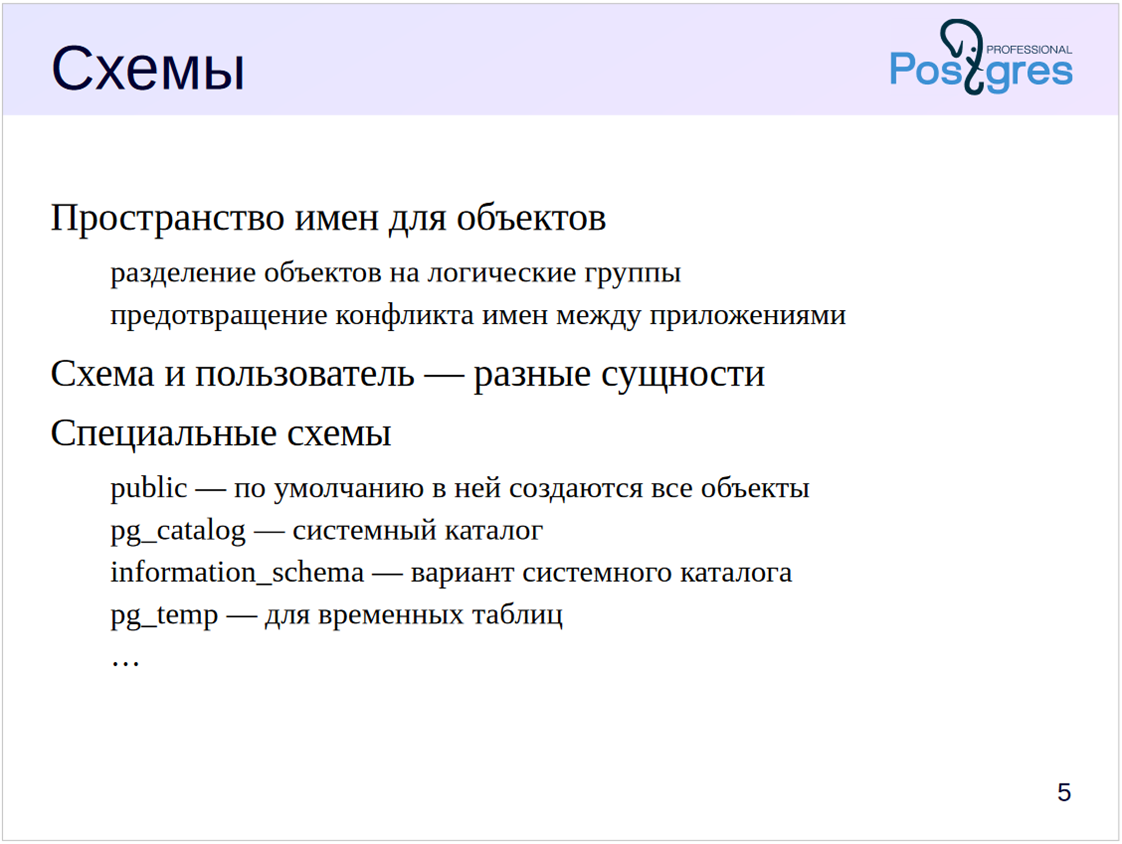 Схемы
PROFESSIONAL
Postgres
Пространство имен для объектов
разделение объектов на логические группы
предотвращение конфликта имен между приложениями
Схема и пользователь — разные сущности
Специальные схемы
public — по умолчанию в ней создаются все объекты
pg_catalog — системный каталог
information_schema — вариант системного каталога
pg_temp — для временных таблиц
…
5